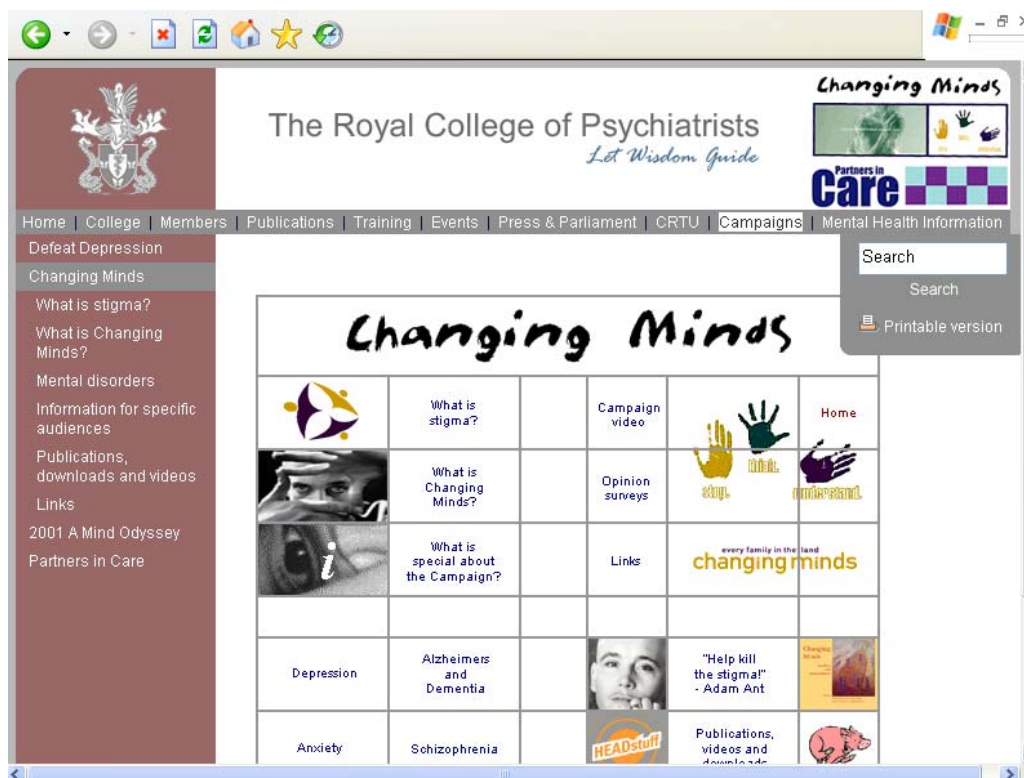 Changing Minds
The Royal College of Psychiatrists
Let Wisdom Guide
Partners in
Care
Home | College | Members | Publications | Training | Events | Press & Parliament | CRTU | Campaigns | Mental Health Information
Defeat Depression
Changing Minds
What is stigma?
What is Changing
Minds?
Mental disorders
Information for specific
audiences
Publications,
downloads and videos
Links
2001 A Mind Odyssey
Partners in Care
Search
Search
Printable version
Changing Minds
What is
stigma?
Campaign
video
Home
What is
Changing
Minds?
Opinion
surveys
stop.
think.
understand.
i
What is
special about
the Campaign?
Links
every family in the land
changing minds
Depression
Alzheimers
and
Dementia
"Help kill
the stigma!"
- Adam Ant
Changing
Minds
Anxiety
Schizophrenia
HEADstuff
Publications,
videos and
downloads